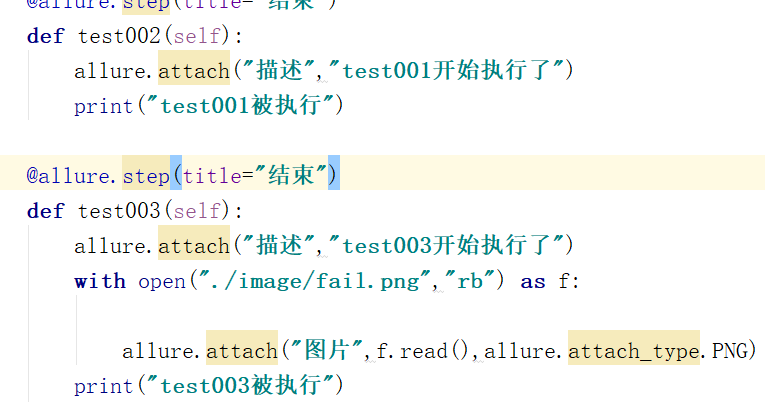 @allure.step(title="结束")
def test002(self):
allure.attach("描述","test001开始执行了")
print("test001被执行")
@allure.step(title="结束")
def test003(self):
allure.attach("描述","test003开始执行了")
with open("./image/fail.png","rb") as f:
allure.attach("图片",f.read(),allure.attach_type.PNG)
print("test003被执行")